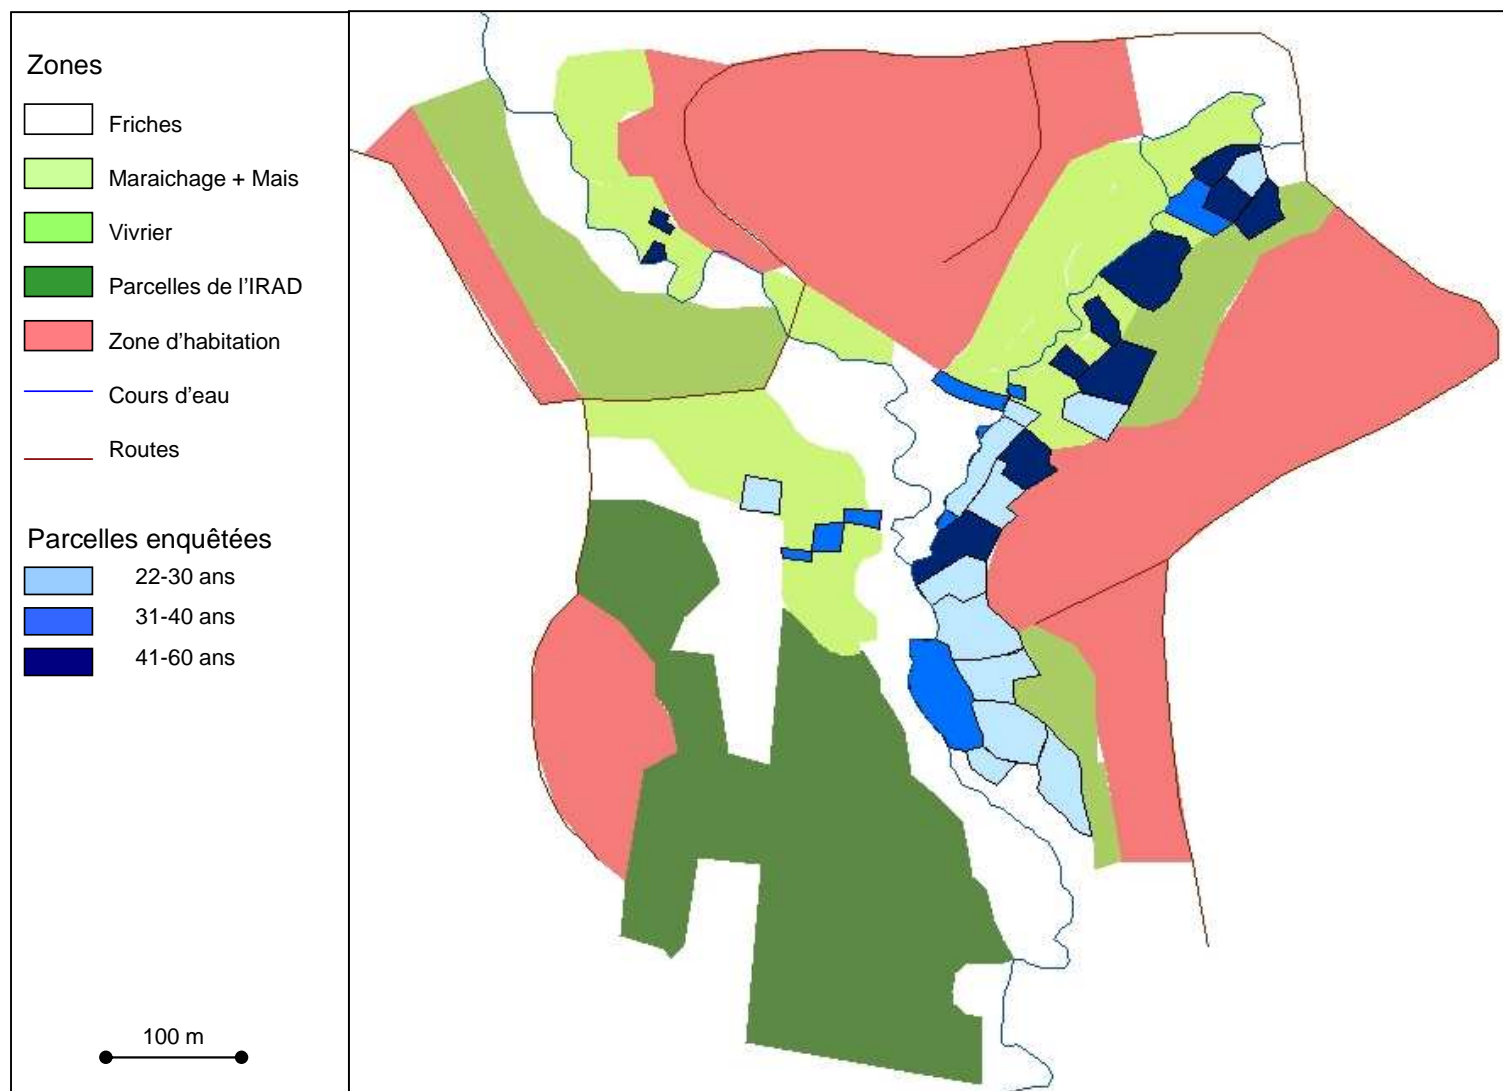 Zones
Friches
Maraichage + Mais
Vivrier
Parcelles de l'IRAD
Zone d'habitation
Cours d'eau
Routes
Parcelles enquêtées
22-30 ans
31-40 ans
41-60 ans
100 m